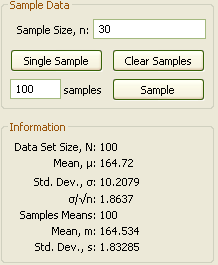 Sample Data
Sample Size, n: 30
Single Sample Clear Samples
100 samples Sample
Information
Data Set Size, N: 100
Mean, μ: 164.72
Std. Dev., σ: 10.2079
σ/√n: 1.8637
Samples Means: 100
Mean, m: 164.534
Std. Dev., s: 1.83285